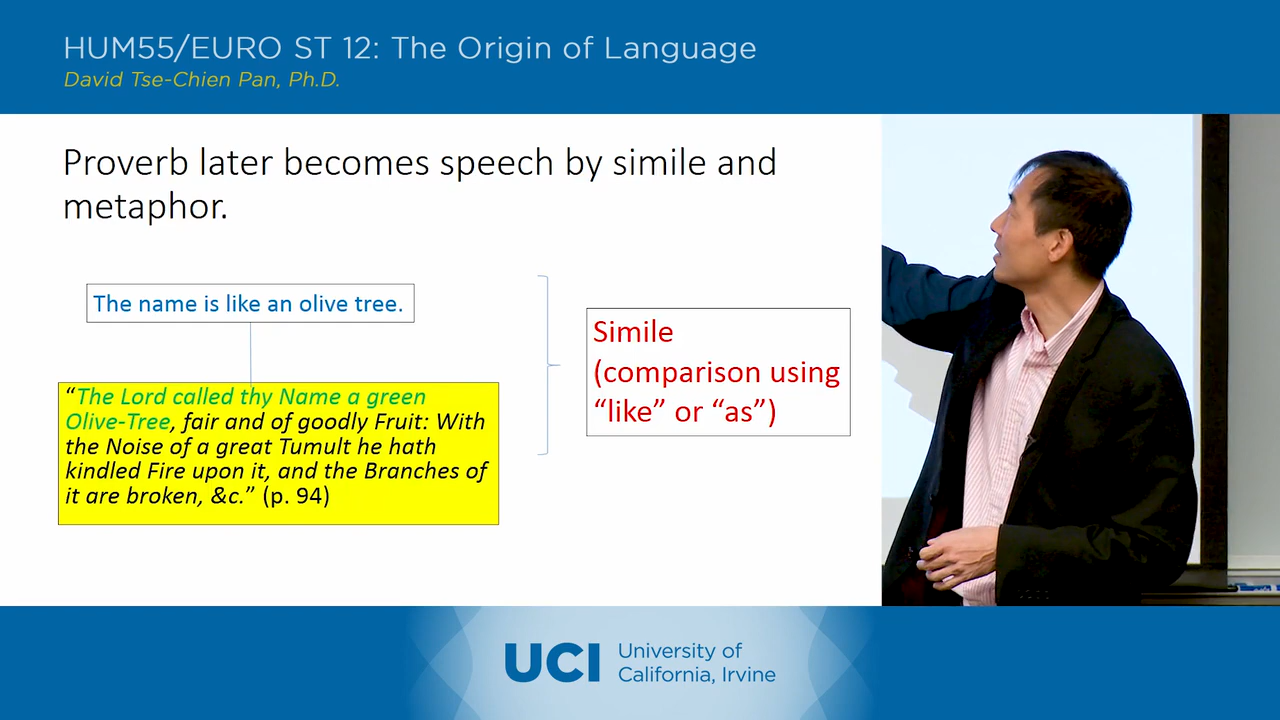 HUM55/EURO ST 12: The Origin of Language
David Tse-Chien Pan, Ph.D.
Proverb later becomes speech by simile and
metaphor.
The name is like an olive tree.
“The Lord called thy Name a green
Olive-Tree, fair and of goodly Fruit: With
the Noise of a great Tumult he hath
kindled Fire upon it, and the Branches of
it are broken, &c.” (p. 94)
Simile
(comparison using
“like” or “as”)
UCI
University of
California, Irvine